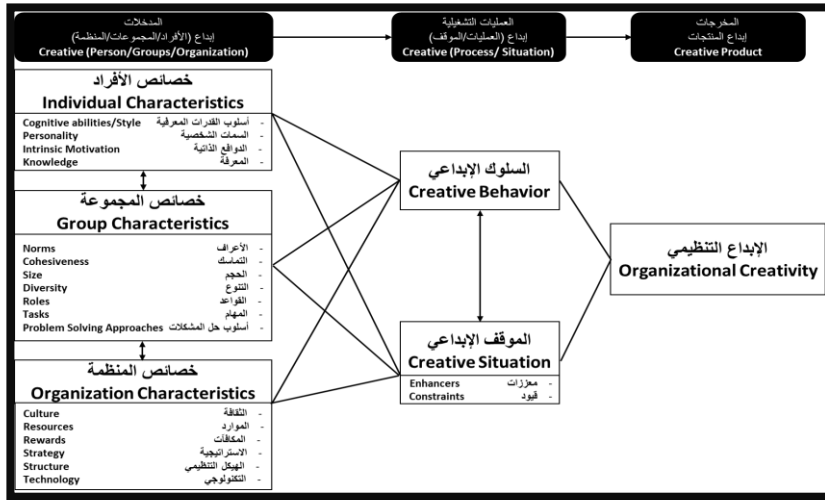 المدخلات
إبداع (الأفراد/المجموعات/المنظمة)
Creative (Person/Groups/Organization)
العمليات التشغيلية
إبداع (العمليات/الموقف)
Creative (Process/ Situation)
المخرجات
إبداع المنتجات
Creative Product
خصائص الأفراد
Individual Characteristics
Cognitive abilities/Style أسلوب القدرات المعرفية -
Personality السمات الشخصية -
Intrinsic Motivation الدوافع الذاتية -
Knowledge المعرفة -
خصائص المجموعة
Group Characteristics
Norms الأعراف -
Cohesiveness التماسك -
Size الحجم -
Diversity التنوع -
Roles القواعد -
Tasks المهام -
Problem Solving Approaches أسلوب حل المشكلات -
خصائص المنظمة
Organization Characteristics
Culture الثقافة -
Resources الموارد -
Rewards المكافآت -
Strategy الاستراتيجية -
Structure الهيكل التنظيمي -
Technology التكنولوجي -
السلوك الإبداعي
Creative Behavior
الموقف الإبداعي
Creative Situation
Enhancers معززات -
Constraints قيود -
الإبداع التنظيمي
Organizational Creativity